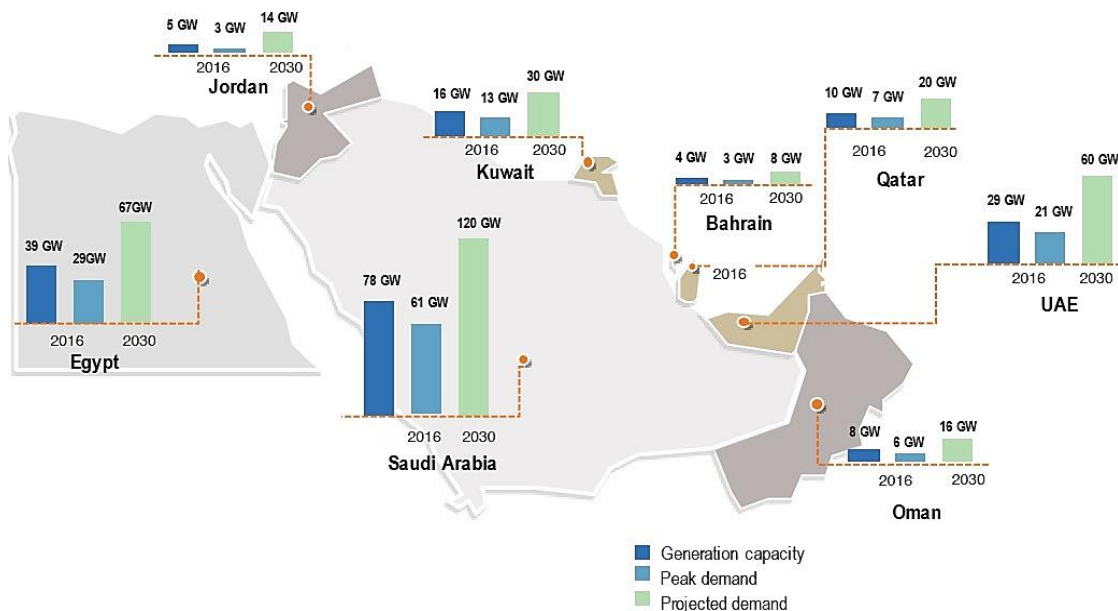 5 GW 3 GW 14 GW
2016 2030
Jordan
16 GW 13 GW 30 GW
2016 2030
Kuwait
10 GW 7 GW 20 GW
2016 2030
Qatar
4 GW 3 GW 8 GW
2016 2030
Bahrain
29 GW 21 GW 60 GW
2016 2030
UAE
39 GW 29GW 67GW
2016 2030
Egypt
78 GW 61 GW 120 GW
2016 2030
Saudi Arabia
2016
8 GW 6 GW 16 GW
2016 2030
Oman
Generation capacity
Peak demand
Projected demand